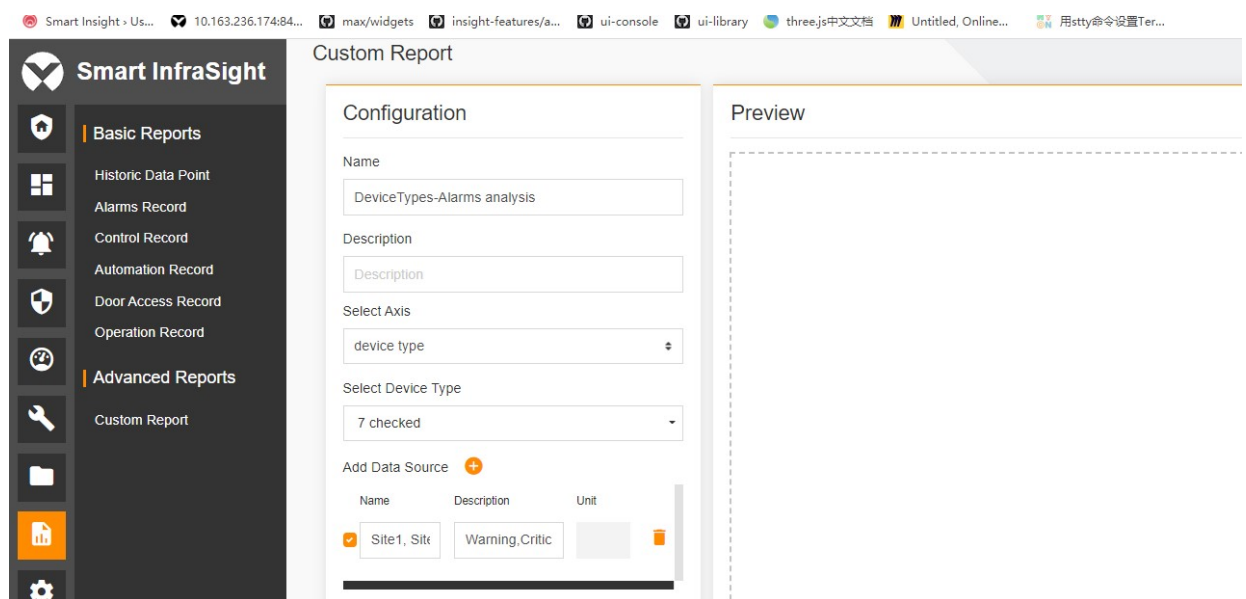 Smart Insight › Us... 10.163.236.174:84... max/widgets insight-features/a... ui-console ui-library three.js中文文档 Untitled, Online... 用stty命令设置Ter...
Smart InfraSight
Custom Report
Basic Reports
Historic Data Point
Alarms Record
Control Record
Automation Record
Door Access Record
Operation Record
Advanced Reports
Custom Report
Configuration
Name
DeviceTypes-Alarms analysis
Description
Description
Select Axis
device type
Select Device Type
7 checked
Add Data Source
Name Description Unit
Site1, Site Warning,Critic
Preview